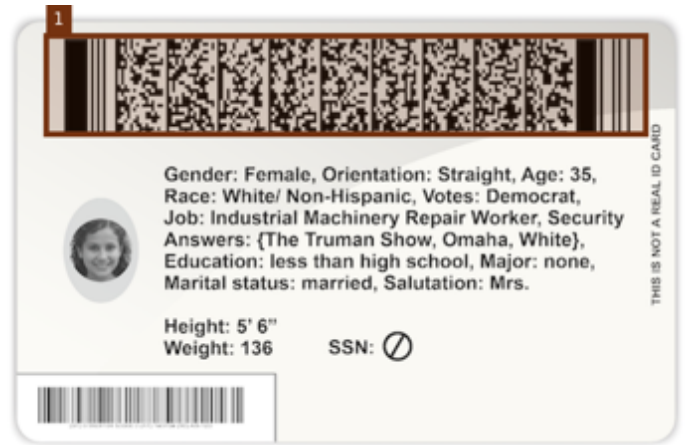 1
Gender: Female, Orientation: Straight, Age: 35,
Race: White/ Non-Hispanic, Votes: Democrat,
Job: Industrial Machinery Repair Worker, Security
Answers: {The Truman Show, Omaha, White},
Education: less than high school, Major: none,
Marital status: married, Salutation: Mrs.
Height: 5' 6”
Weight: 136 SSN:
THIS IS NOT A REAL ID CARD